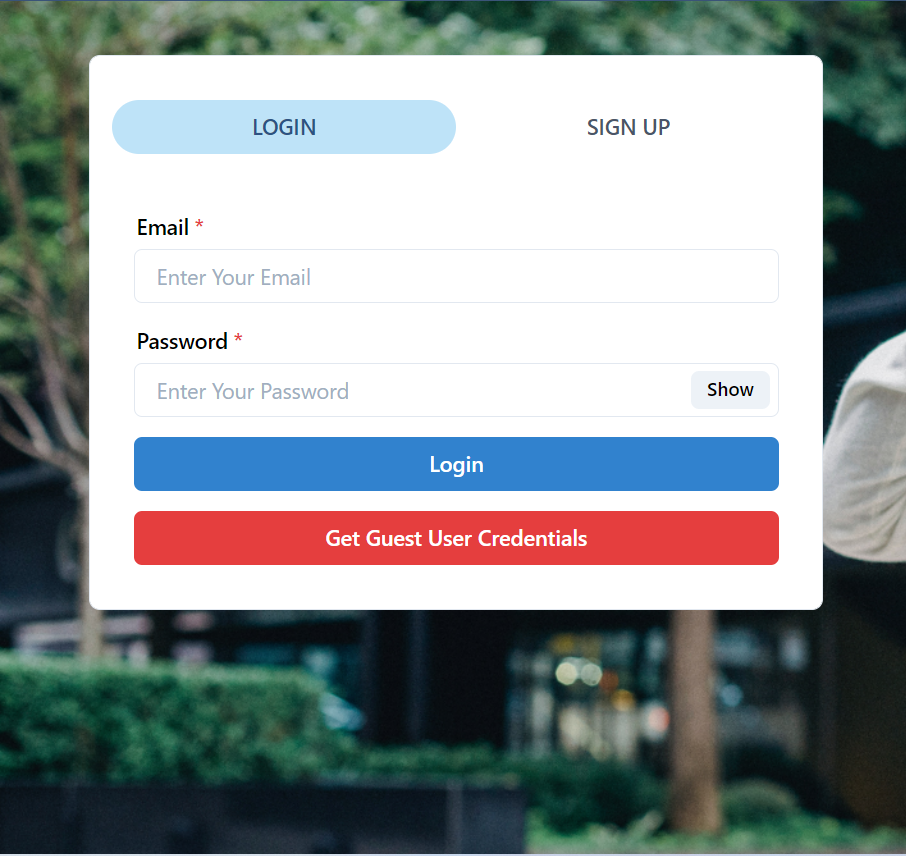 LOGIN
SIGN UP
Email *
Enter Your Email
Password *
Enter Your Password
Show
Login
Get Guest User Credentials